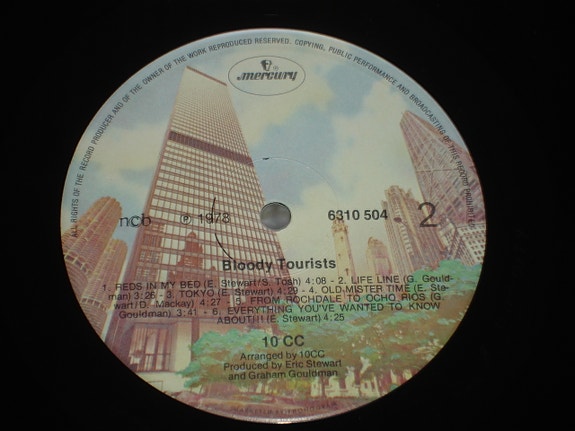 ALL RIGHTS OF THE RECORD PRODUCER AND OF THE OWNER OF THE WORK REPRODUCED RESERVED. COPYING, PUBLIC PERFORMANCE AND BROADCASTING OF THIS RECORD PROHIBITED
mercury
ncb ℗ 1978 6310 504 2
Bloody Tourists
1. REDS IN MY BED (E. Stewart/S. Tosh) 4:08 - 2. LIFE LINE (G. Gould-
man) 3:26 - 3. TOKYO (E. Stewart) 4:29 - 4. OLD MISTER TIME (E. Ste-
wart/D. Mackay) 4:27 - 5. FROM ROCHDALE TO OCHO RIOS (G.
Gouldman) 3:41 - 6. EVERYTHING YOU'VE WANTED TO KNOW
ABOUT!!! (E. Stewart) 4:25
10 CC
Arranged by 10CC
Produced by Eric Stewart
and Graham Gouldman